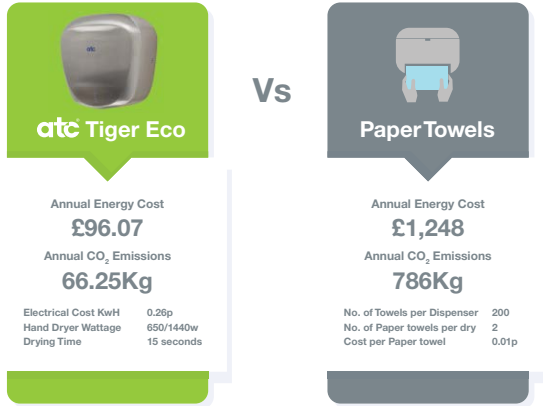 atc
atc® Tiger Eco
Annual Energy Cost
£96.07
Annual CO₂ Emissions
66.25Kg
Electrical Cost KwH 0.26p
Hand Dryer Wattage 650/1440w
Drying Time 15 seconds
Vs
Paper Towels
Annual Energy Cost
£1,248
Annual CO₂ Emissions
786Kg
No. of Towels per Dispenser 200
No. of Paper towels per dry 2
Cost per Paper towel 0.01p